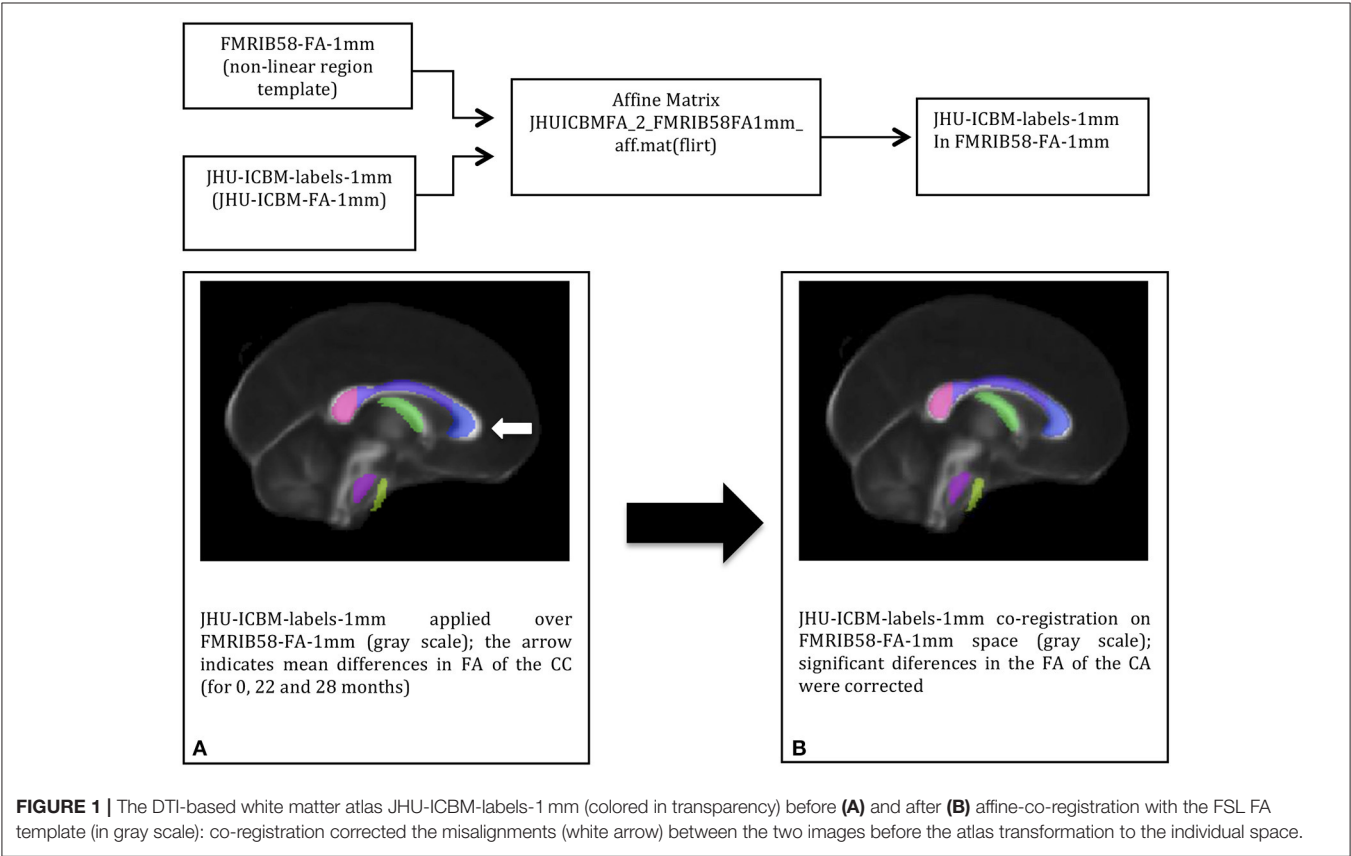 FMRIB58-FA-1mm
(non-linear region
template)
JHU-ICBM-labels-1mm
(JHU-ICBM-FA-1mm)
Affine Matrix
JHUICBMFA_2_FMRIB58FA1mm_
aff.mat(flirt)
JHU-ICBM-labels-1mm
In FMRIB58-FA-1mm
JHU-ICBM-labels-1mm applied over
FMRIB58-FA-1mm (gray scale); the arrow
indicates mean differences in FA of the CC
(for 0, 22 and 28 months)
A
JHU-ICBM-labels-1mm co-registration on
FMRIB58-FA-1mm space (gray scale);
significant diferences in the FA of the CA
were corrected
B
FIGURE 1 | The DTI-based white matter atlas JHU-ICBM-labels-1 mm (colored in transparency) before (A) and after (B) affine-co-registration with the FSL FA
template (in gray scale): co-registration corrected the misalignments (white arrow) between the two images before the atlas transformation to the individual space.